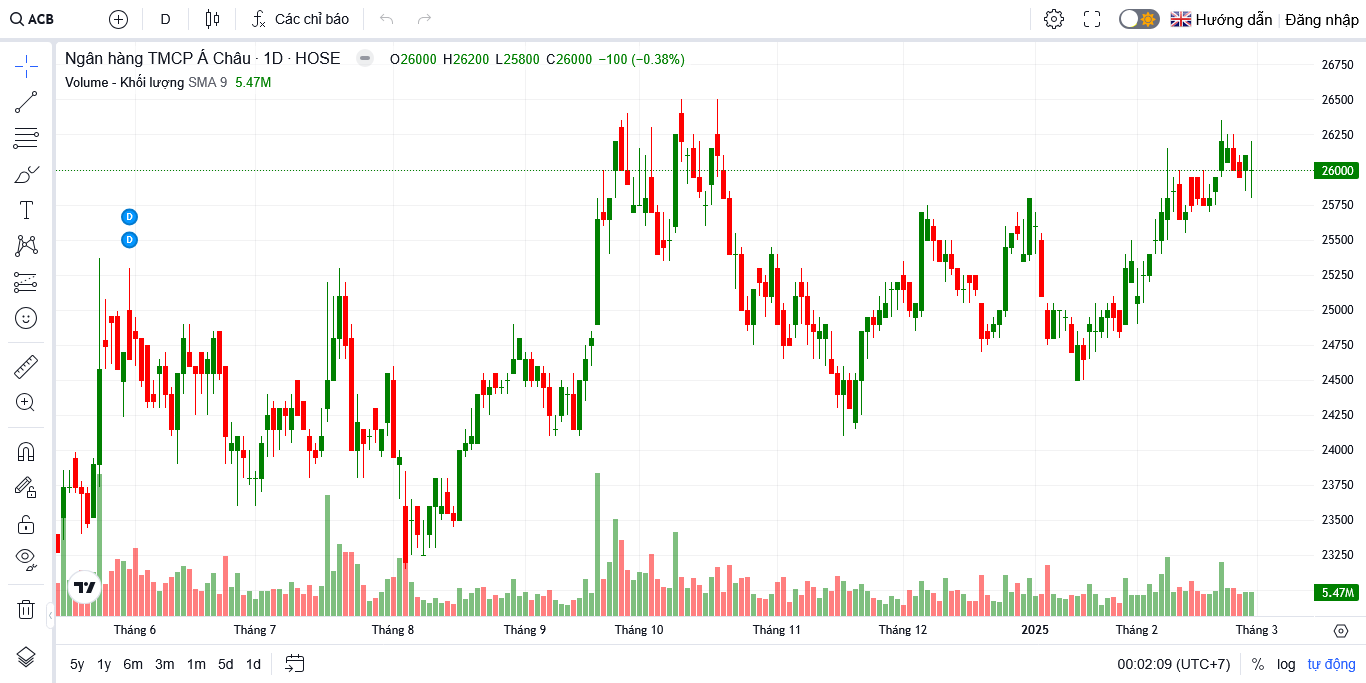 ACB D Các chỉ báo Hướng dẫn Đăng nhập
Ngân hàng TMCP Á Châu · 1D · HOSE O26000 H26200 L25800 C26000 −100 (−0.38%)
Volume - Khối lượng SMA 9 5.47M
26750
26500
26250
26000
25750
25500
25250
25000
24750
24500
24250
24000
23750
23500
23250
5.47M
D
D
Tháng 6 Tháng 7 Tháng 8 Tháng 9 Tháng 10 Tháng 11 Tháng 12 2025 Tháng 2 Tháng 3
5y 1y 6m 3m 1m 5d 1d 00:02:09 (UTC+7) % log tự động